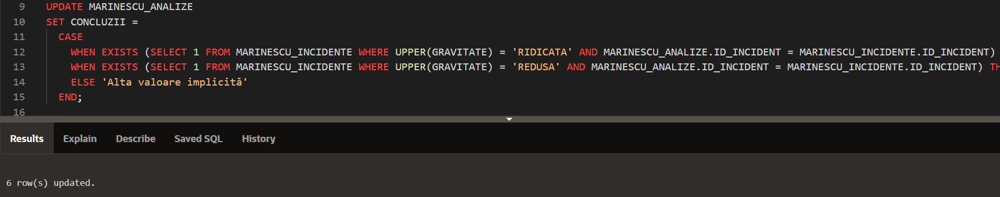 9 UPDATE MARINESCU_ANALIZE
10 SET CONCLUZII =
11 CASE
12 WHEN EXISTS (SELECT 1 FROM MARINESCU_INCIDENTE WHERE UPPER(GRAVITATE) = 'RIDICATA' AND MARINESCU_ANALIZE.ID_INCIDENT = MARINESCU_INCIDENTE.ID_INCIDENT)
13 WHEN EXISTS (SELECT 1 FROM MARINESCU_INCIDENTE WHERE UPPER(GRAVITATE) = 'REDUSA' AND MARINESCU_ANALIZE.ID_INCIDENT = MARINESCU_INCIDENTE.ID_INCIDENT) TH
14 ELSE 'Alta valoare implicită'
15 END;
16
Results Explain Describe Saved SQL History
6 row(s) updated.